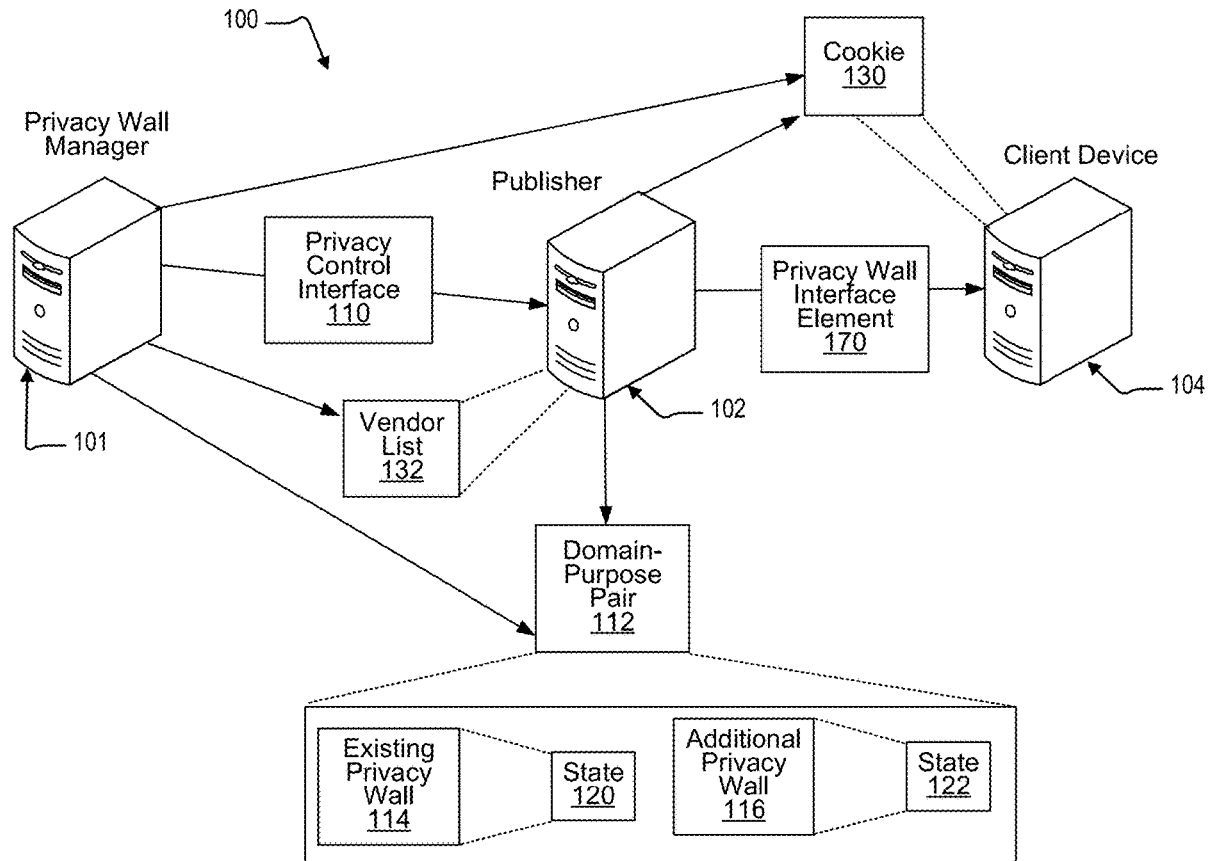 100
Cookie
130
Privacy Wall
Manager
Publisher
Client Device
Privacy
Control
Interface
110
Privacy Wall
Interface
Element
170
101
Vendor
List
132
102
104
Domain-
Purpose
Pair
112
Existing
Privacy
Wall
114
State
120
Additional
Privacy
Wall
116
State
122